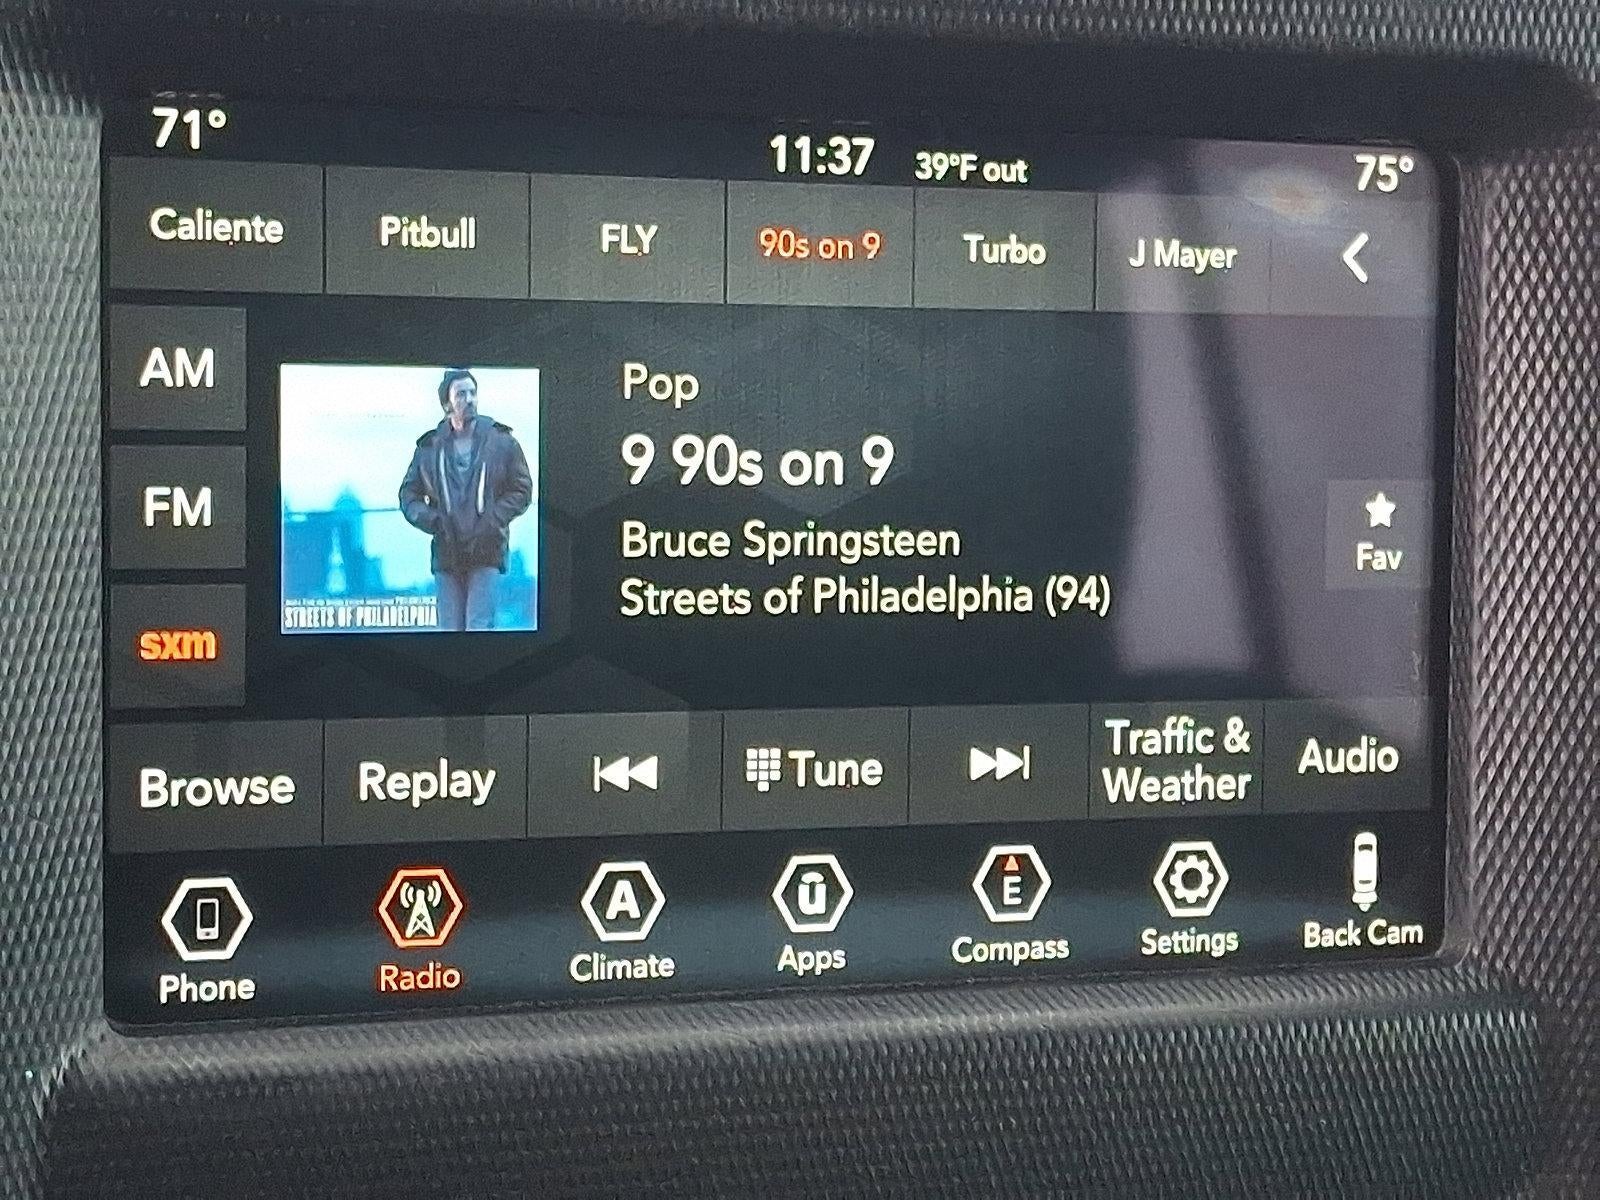 71°
11:37 39°F out
75°
Caliente
Pitbull
FLY
90s on 9
Turbo
J Mayer
AM
FM
sxm
STREETS OF PHILADELPHIA
Pop
9 90s on 9
Bruce Springsteen
Streets of Philadelphia (94)
Fav
Browse
Replay
Tune
Traffic &
Weather
Audio
A
ū
E
Phone
Radio
Climate
Apps
Compass
Settings
Back Cam